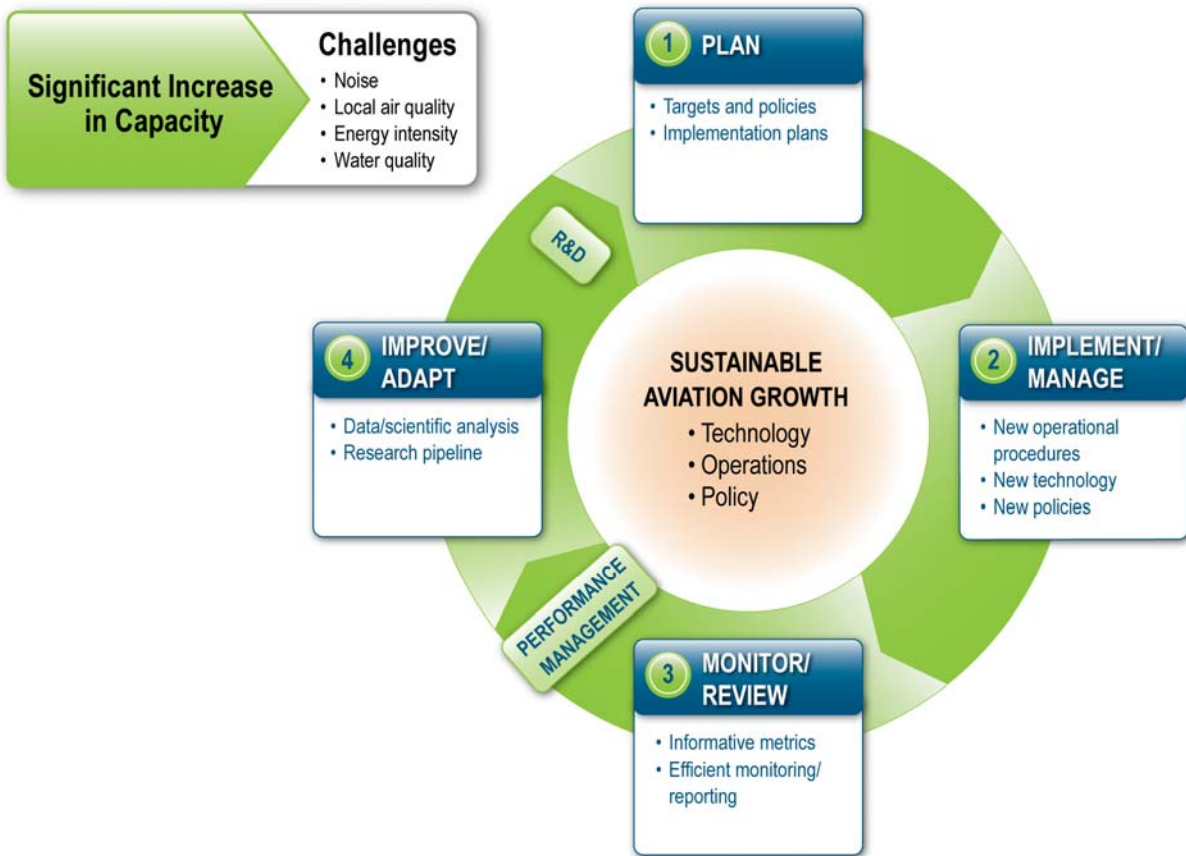 Significant Increase
in Capacity
Challenges
• Noise
• Local air quality
• Energy intensity
• Water quality
1 PLAN
• Targets and policies
• Implementation plans
R&D
4 IMPROVE/
ADAPT
• Data/scientific analysis
• Research pipeline
SUSTAINABLE
AVIATION GROWTH
• Technology
• Operations
• Policy
2 IMPLEMENT/
MANAGE
• New operational
procedures
• New technology
• New policies
PERFORMANCE
MANAGEMENT
3 MONITOR/
REVIEW
• Informative metrics
• Efficient monitoring/
reporting